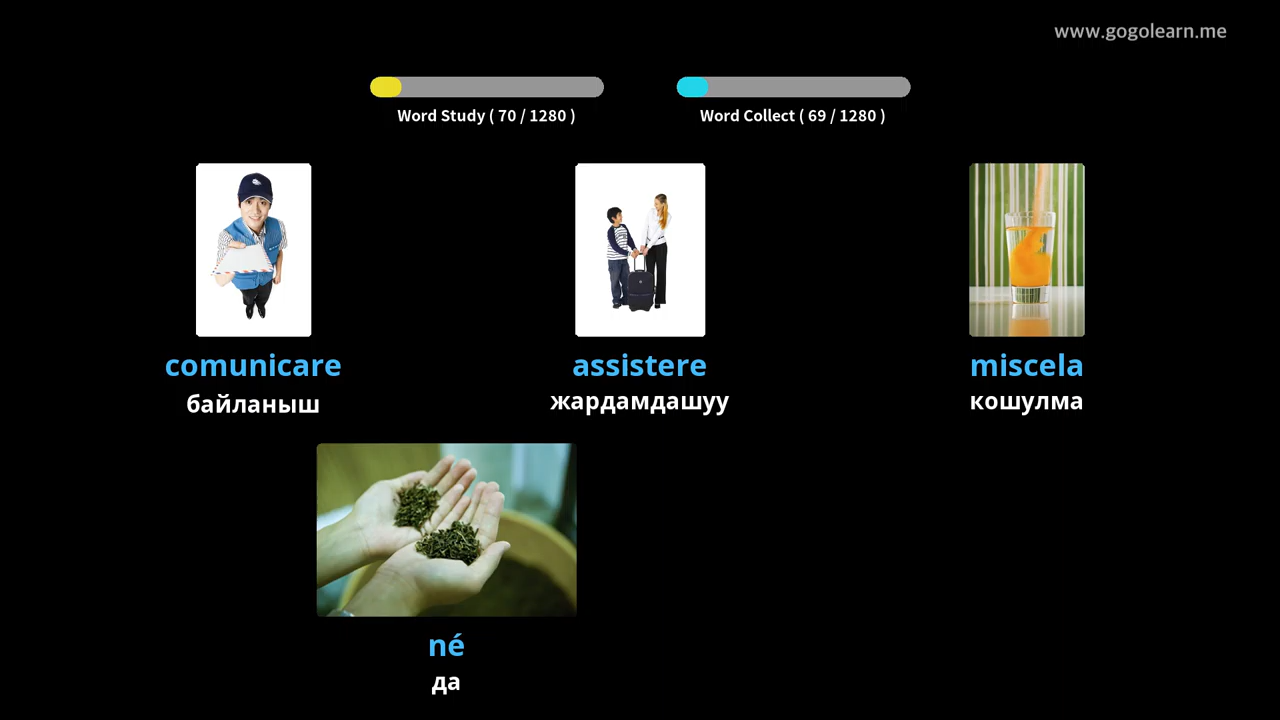 www.gogolearn.me
Word Study ( 70 / 1280 )
Word Collect ( 69 / 1280 )
comunicare
байланыш
assistere
жардамдашуу
miscela
кошулма
né
да